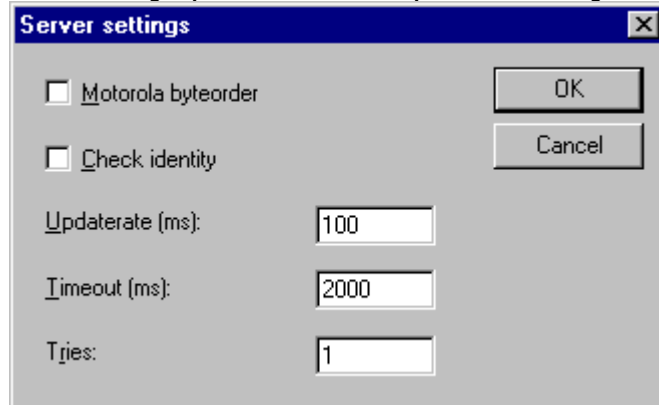 Server settings
Motorola byteorder
OK
Check identity
Cancel
Updaterate (ms):
100
Timeout (ms):
2000
Tries:
1